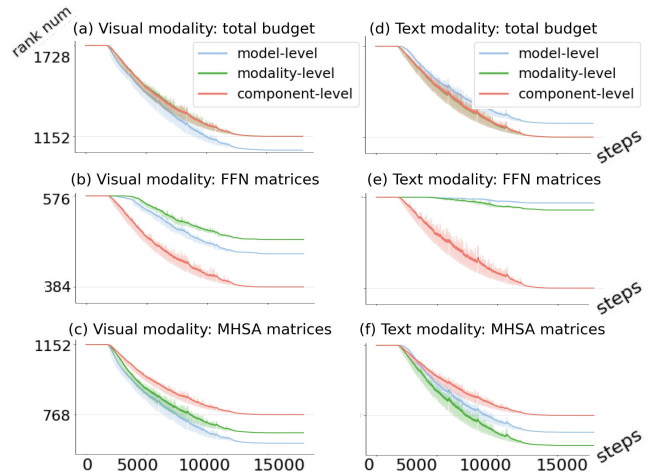 rank num
(a) Visual modality: total budget
1728
1152
model-level
modality-level
component-level
(d) Text modality: total budget
model-level
modality-level
component-level
steps
(b) Visual modality: FFN matrices
576
384
(e) Text modality: FFN matrices
steps
(c) Visual modality: MHSA matrices
1152
768
0 5000 10000 15000
(f) Text modality: MHSA matrices
0 5000 10000 15000
steps